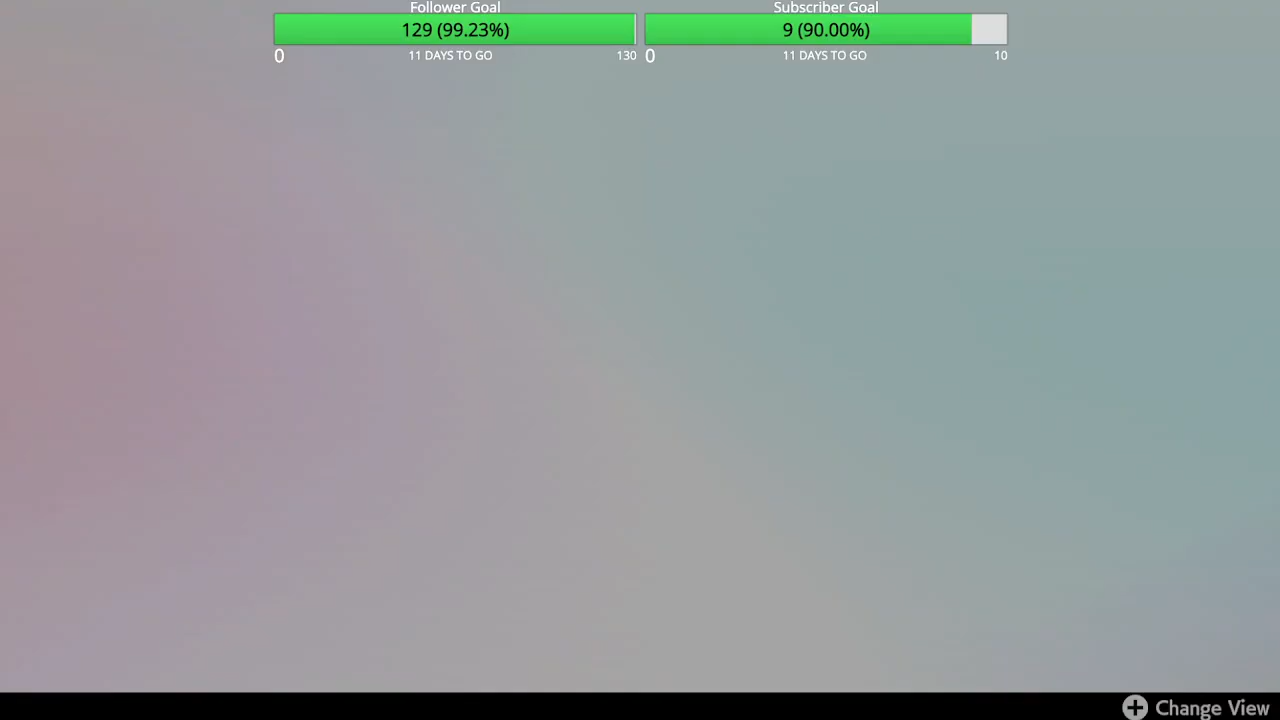 Follower Goal
129 (99.23%)
0 11 DAYS TO GO 130
Subscriber Goal
9 (90.00%)
0 11 DAYS TO GO 10
Change View